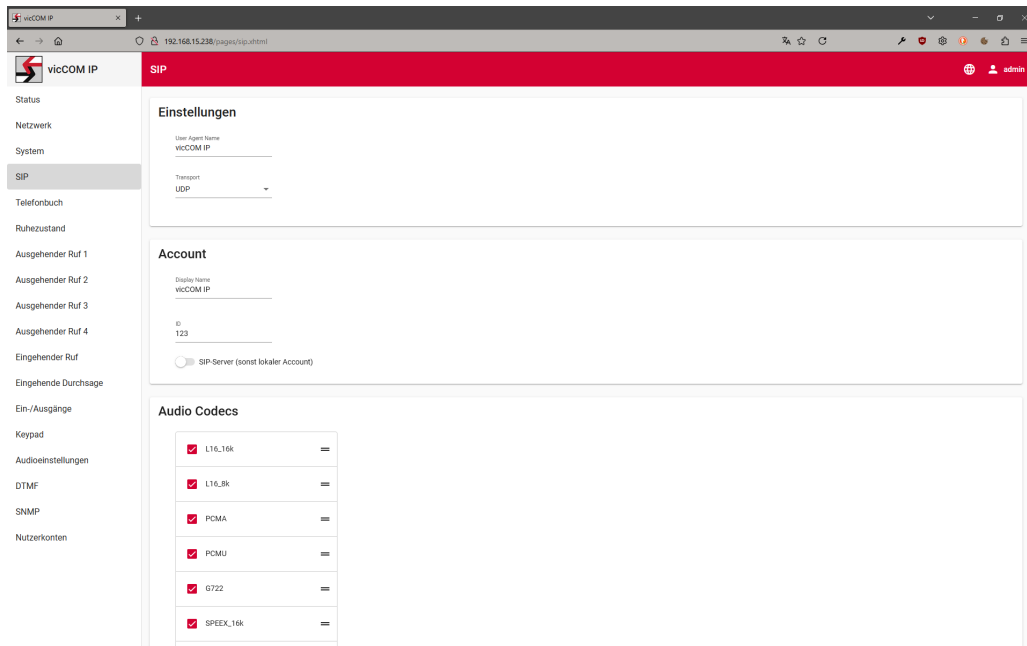 vicCOM IP
192.168.15.238/pages/sip.xhtml
vicCOM IP
SIP
admin
Status
Netzwerk
System
SIP
Telefonbuch
Ruhezustand
Ausgehender Ruf 1
Ausgehender Ruf 2
Ausgehender Ruf 3
Ausgehender Ruf 4
Eingehender Ruf
Eingehende Durchsage
Ein-/Ausgänge
Keypad
Audioeinstellungen
DTMF
SNMP
Nutzerkonten
Einstellungen
User Agent Name
vicCOM IP
Transport
UDP
Account
Display Name
vicCOM IP
ID
123
SIP-Server (sonst lokaler Account)
Audio Codecs
L16_16k
L16_8k
PCMA
PCMU
G722
SPEEX_16k